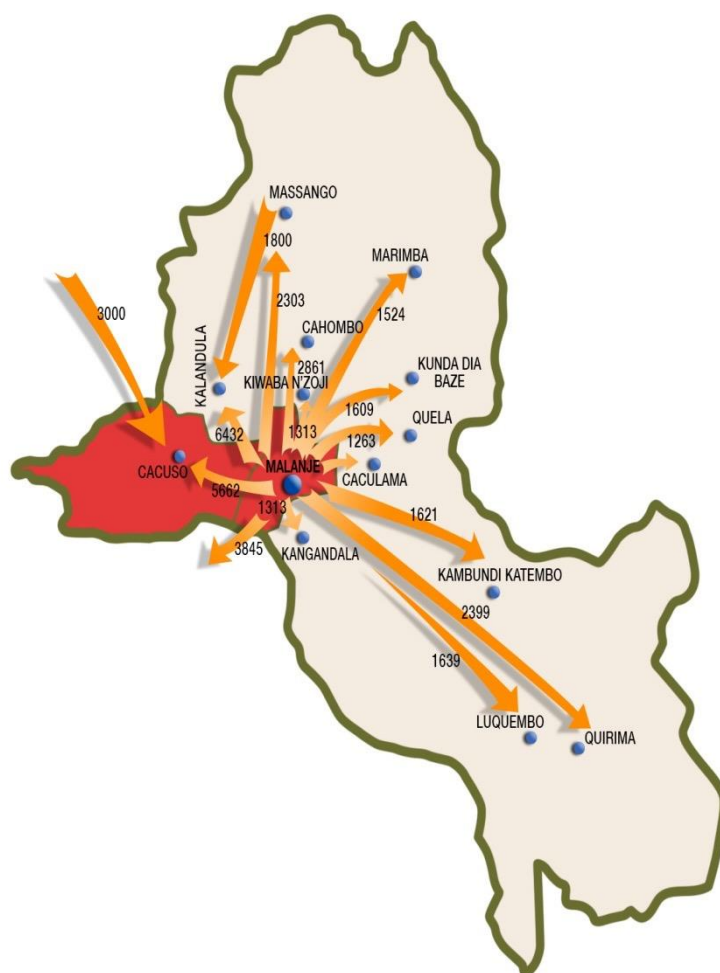 MASSANGO
1800
MARIMBA
2303
3000
1524
CAHOMBO
KALANDULA
2861
KUNDA DIA
BAZE
KIWABA N'ZOJI
1609
1313
QUELA
6432
1263
MALANJE
CACULAMA
CACUSO
5662
1313
1621
3845
KANGANDALA
KAMBUNDI KATEMBO
2399
1639
LUQUEMBO
QUIRIMA